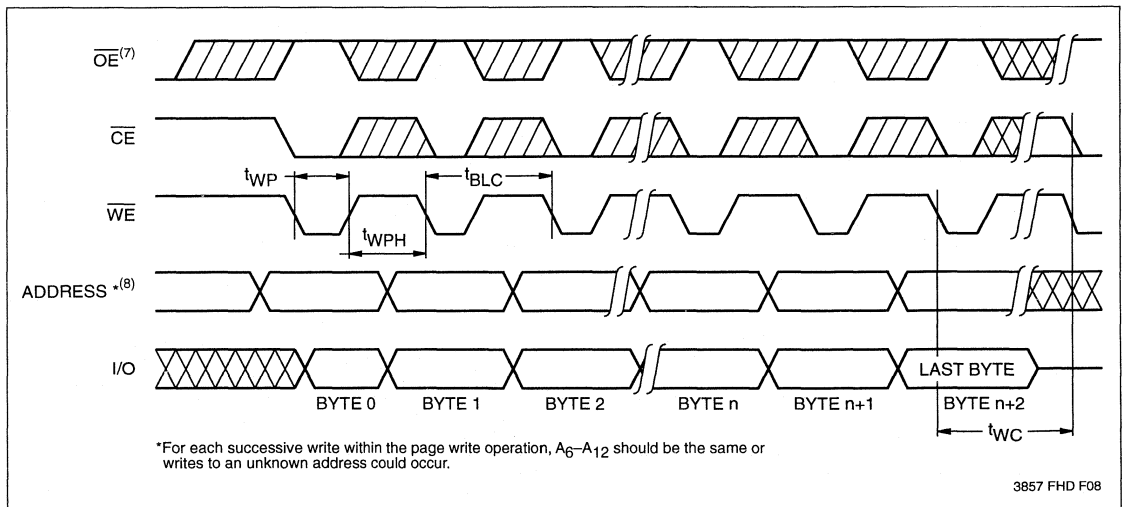 OE(7)
CE
tWP
tBLC
WE
tWPH
ADDRESS *(8)
I/O
LAST BYTE
BYTE 0 BYTE 1 BYTE 2 BYTE n BYTE n+1 BYTE n+2
tWC
*For each successive write within the page write operation, A6–A12 should be the same or
writes to an unknown address could occur.
3857 FHD F08